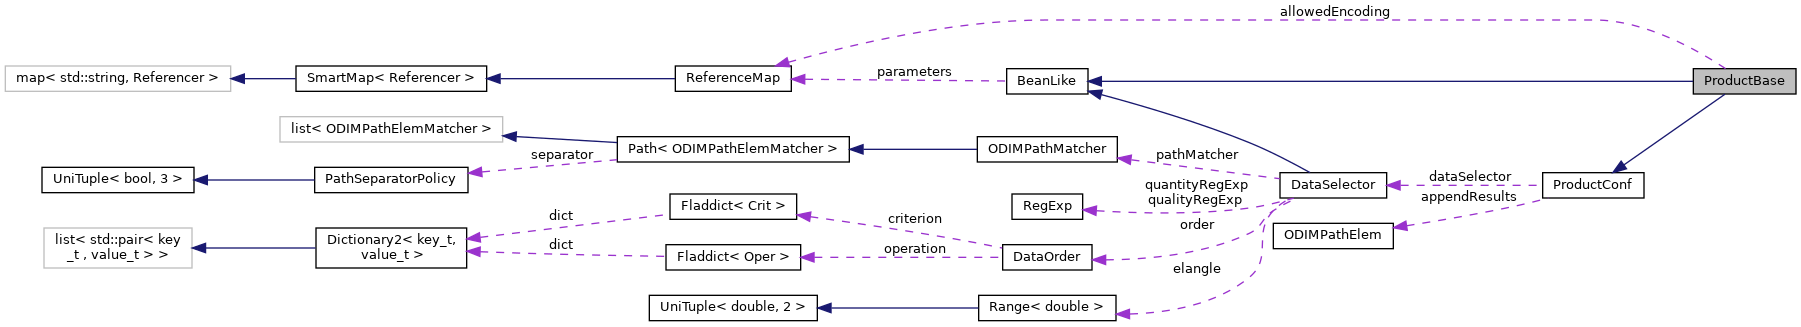 allowedEncoding
map< std::string, Referencer >
SmartMap< Referencer >
ReferenceMap
parameters
BeanLike
ProductBase
list< ODIMPathElemMatcher >
Path< ODIMPathElemMatcher >
ODIMPathMatcher
pathMatcher
separator
UniTuple< bool, 3 >
PathSeparatorPolicy
dataSelector
DataSelector
ProductConf
quantityRegExp
qualityRegExp
appendResults
RegExp
Fladdict< Crit >
dict
criterion
order
ODIMPathElem
list< std::pair< key
_t , value_t > >
Dictionary2< key_t,
value_t >
dict
Fladdict< Oper >
operation
DataOrder
elangle
UniTuple< double, 2 >
Range< double >